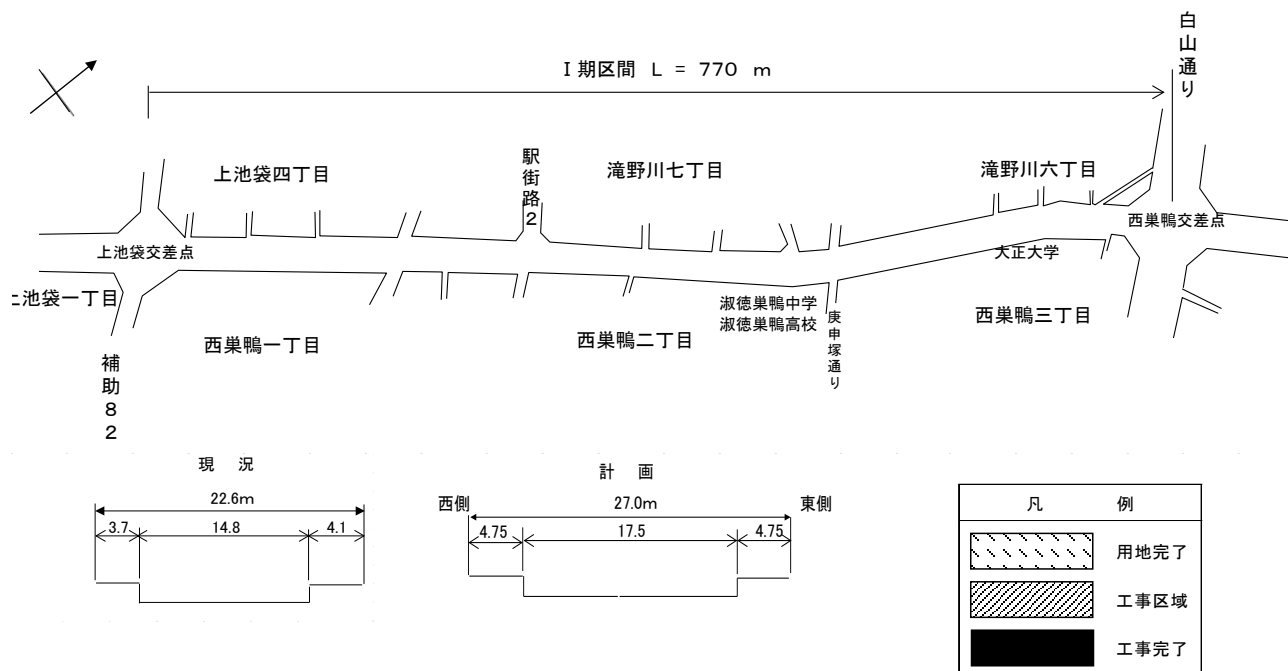 白山通り
Ⅰ期区間 L = 770 m
上池袋四丁目
駅街路2
滝野川七丁目
滝野川六丁目
上池袋交差点
西巣鴨交差点
大正大学
上池袋一丁目
淑徳巣鴨中学
淑徳巣鴨高校
庚申塚通り
西巣鴨一丁目
西巣鴨二丁目
西巣鴨三丁目
補助82
現 況
22.6m
3.7 14.8 4.1
計 画
西側 27.0m 東側
4.75 17.5 4.75
凡 例
用地完了
工事区域
工事完了